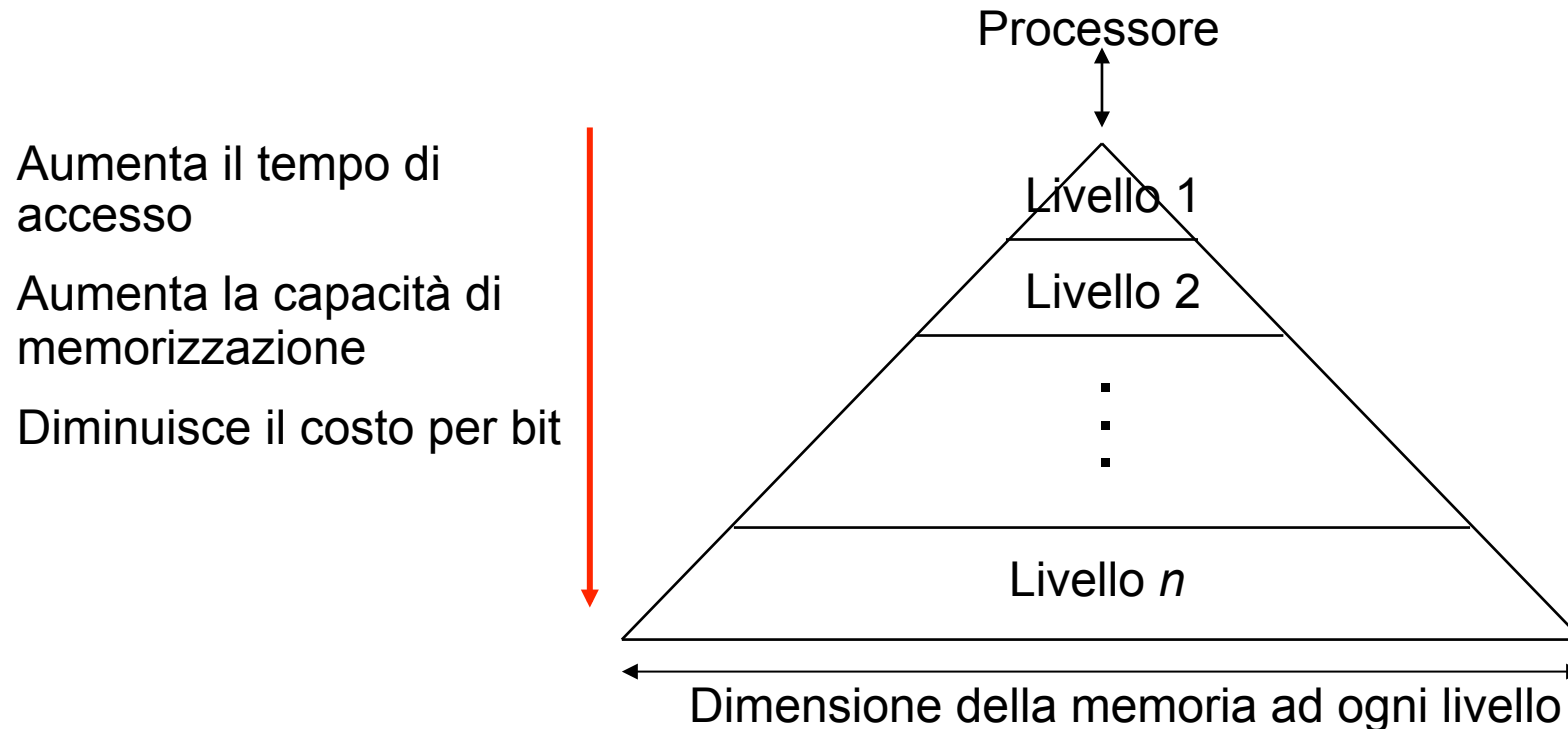 Processore
Aumenta il tempo di
accesso
Aumenta la capacità di
memorizzazione
Diminuisce il costo per bit
Livello 1
Livello 2
Livello n
Dimensione della memoria ad ogni livello